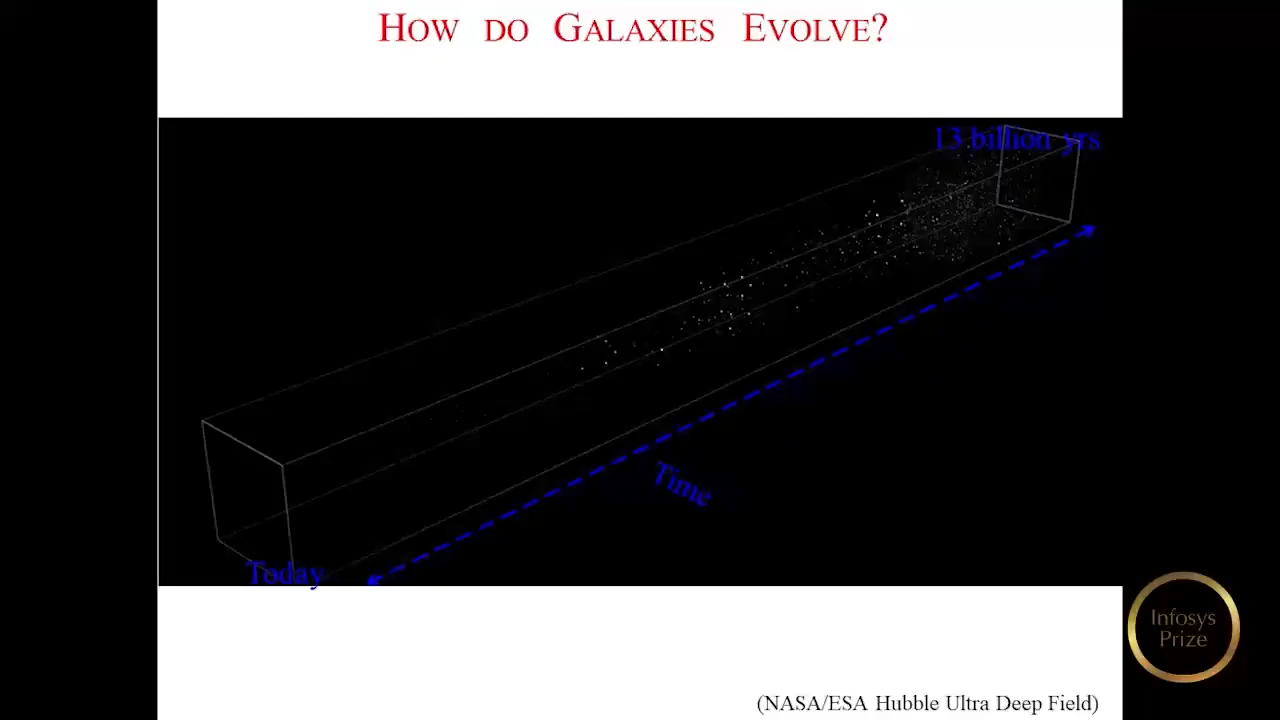 HOW DO GALAXIES EVOLVE?
13 billion yrs
Time
Today
Infosys
Prize
(NASA/ESA Hubble Ultra Deep Field)